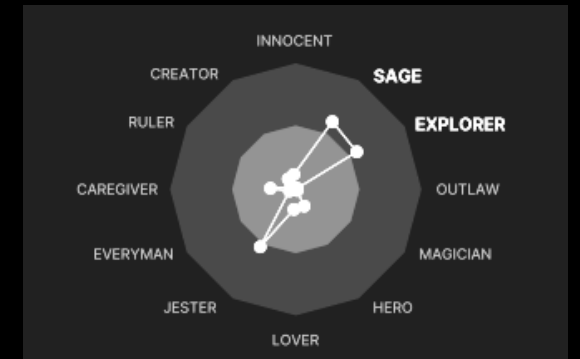 INNOCENT
CREATOR
SAGE
RULER
EXPLORER
CAREGIVER
OUTLAW
EVERYMAN
MAGICIAN
JESTER
HERO
LOVER